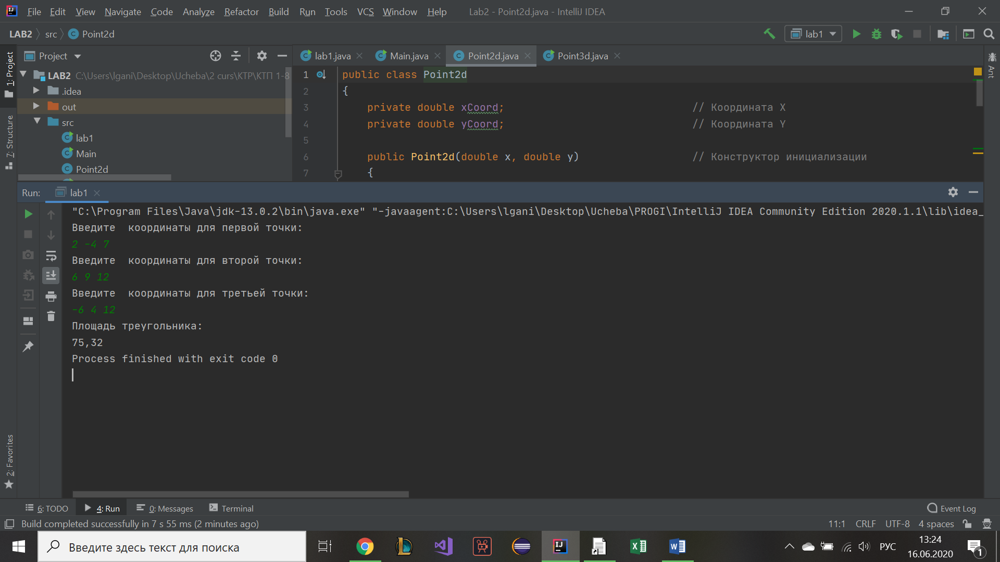 File Edit View Navigate Code Analyze Refactor Build Run Tools VCS Window Help Lab2 - Point2d.java - IntelliJ IDEA
LAB2 src Point2d lab1
1: Project
Project
lab1.java Main.java Point2d.java Point3d.java
Ant
LAB2 C:\Users\lgani\Desktop\Ucheba\2 curs\KTP\КТП 1-8
.idea
out
src
lab1
Main
Point2d
7: Structure
1 public class Point2d
2 {
3 private double xCoord; // Координата X
4 private double yCoord; // Координата Y
5
6 public Point2d(double x, double y) // Конструктор инициализации
7 {
Run: lab1
"C:\Program Files\Java\jdk-13.0.2\bin\java.exe" "-javaagent:C:\Users\lgani\Desktop\Ucheba\PROGI\IntelliJ IDEA Community Edition 2020.1.1\lib\idea_
Введите  координаты для первой точки:
2 -4 7
Введите  координаты для второй точки:
6 9 12
Введите  координаты для третьей точки:
-6 4 12
Площадь треугольника:
75,32
Process finished with exit code 0
2: Favorites
6: TODO 4: Run 0: Messages Terminal Event Log
Build completed successfully in 7 s 55 ms (2 minutes ago) 11:1 CRLF UTF-8 4 spaces
Введите здесь текст для поиска
РУС
13:24
16.06.2020
1